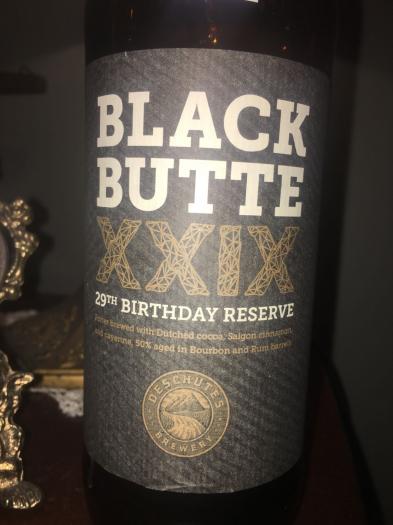 BLACK
BUTTE
XXIX
29TH BIRTHDAY RESERVE
Porter brewed with Dutched cocoa, Saigon cinnamon,
and cayenne, 50% aged in Bourbon and Rum barrels
DESCHUTES
BREWERY